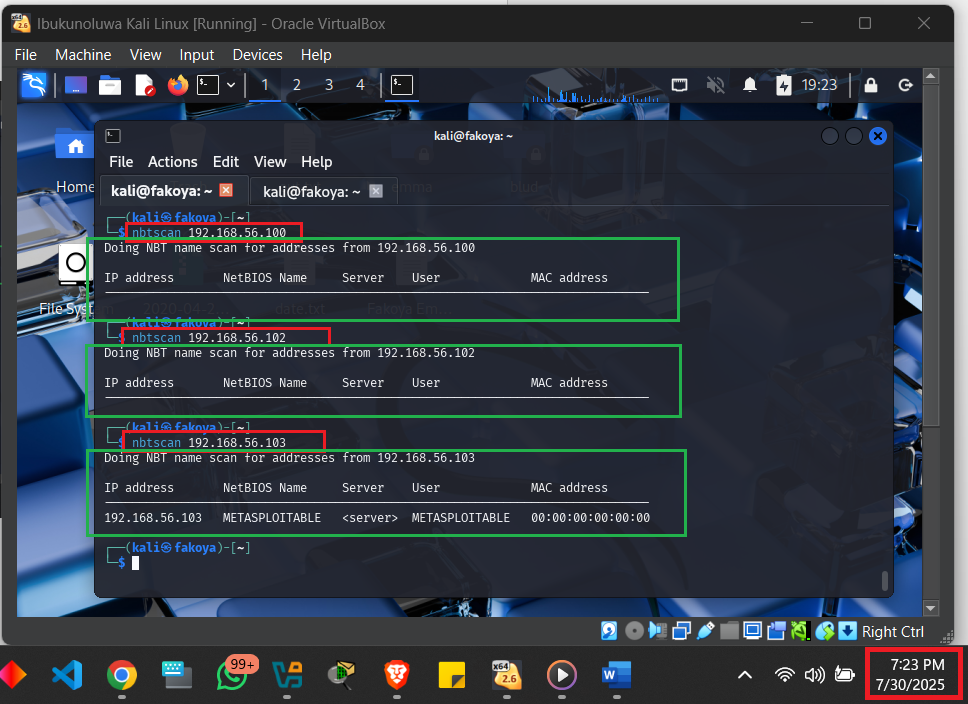 Ibukunoluwa Kali Linux [Running] - Oracle VirtualBox
File Machine View Input Devices Help
1 2 3 4 19:23
kali@fakoya: ~
File Actions Edit View Help
kali@fakoya: ~ kali@fakoya: ~
Home
┌──(kali㉿fakoya)-[~]
└─$ nbtscan 192.168.56.100
Doing NBT name scan for addresses from 192.168.56.100
IP address NetBIOS Name Server User MAC address
File Syst
date.txt
Fakoya Em...
┌──(kali㉿fakoya)-[~]
└─$ nbtscan 192.168.56.102
Doing NBT name scan for addresses from 192.168.56.102
IP address NetBIOS Name Server User MAC address
┌──(kali㉿fakoya)-[~]
└─$ nbtscan 192.168.56.103
Doing NBT name scan for addresses from 192.168.56.103
IP address NetBIOS Name Server User MAC address
192.168.56.103 METASPLOITABLE <server> METASPLOITABLE 00:00:00:00:00:00
┌──(kali㉿fakoya)-[~]
└─$
Right Ctrl
99+
x64
2.6
7:23 PM
7/30/2025